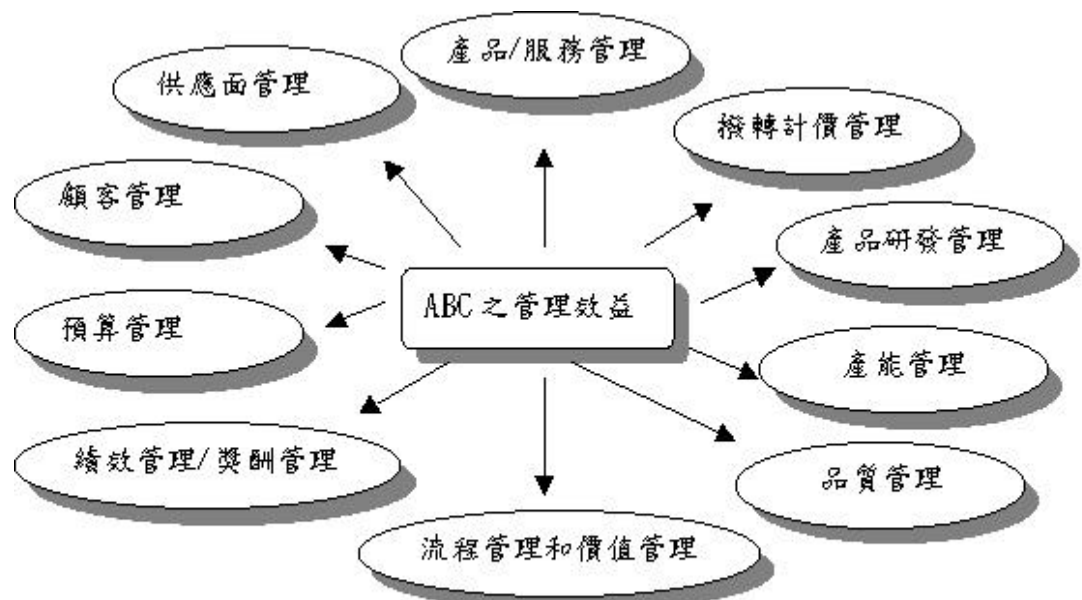 產品/服務管理
供應面管理
撥轉計價管理
顧客管理
產品研發管理
ABC之管理效益
預算管理
產能管理
績效管理/獎酬管理
品質管理
流程管理和價值管理